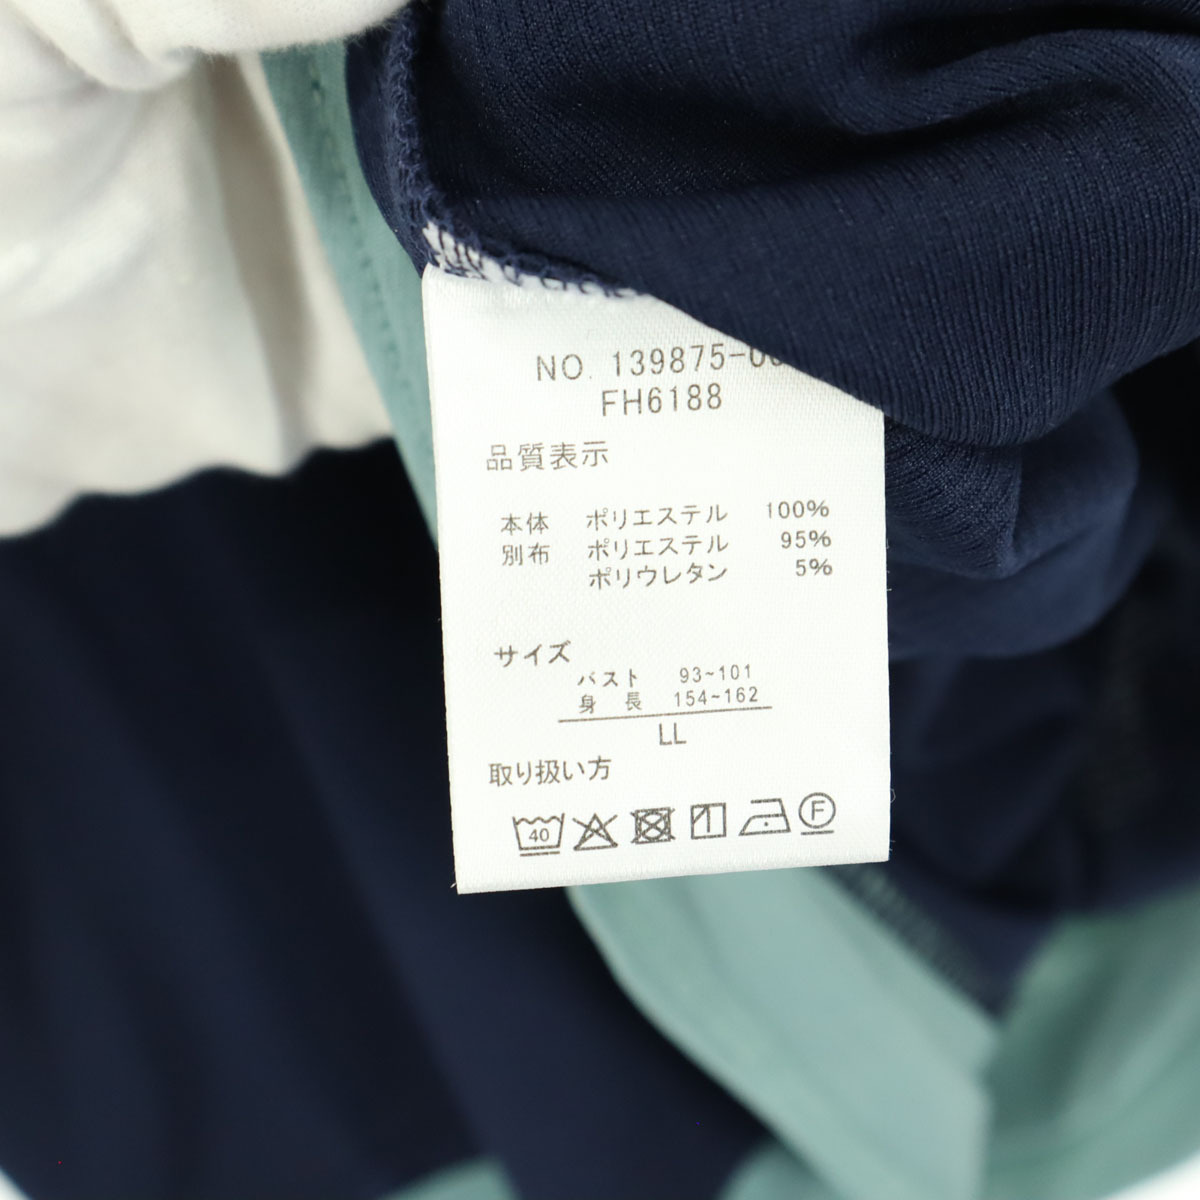 NO. 139875-
FH6188
品質表示
本体 ポリエステル 100%
別布 ポリエステル 95%
ポリウレタン 5%
サイズ
バスト 93~101
身長 154~162
LL
取り扱い方
40
F